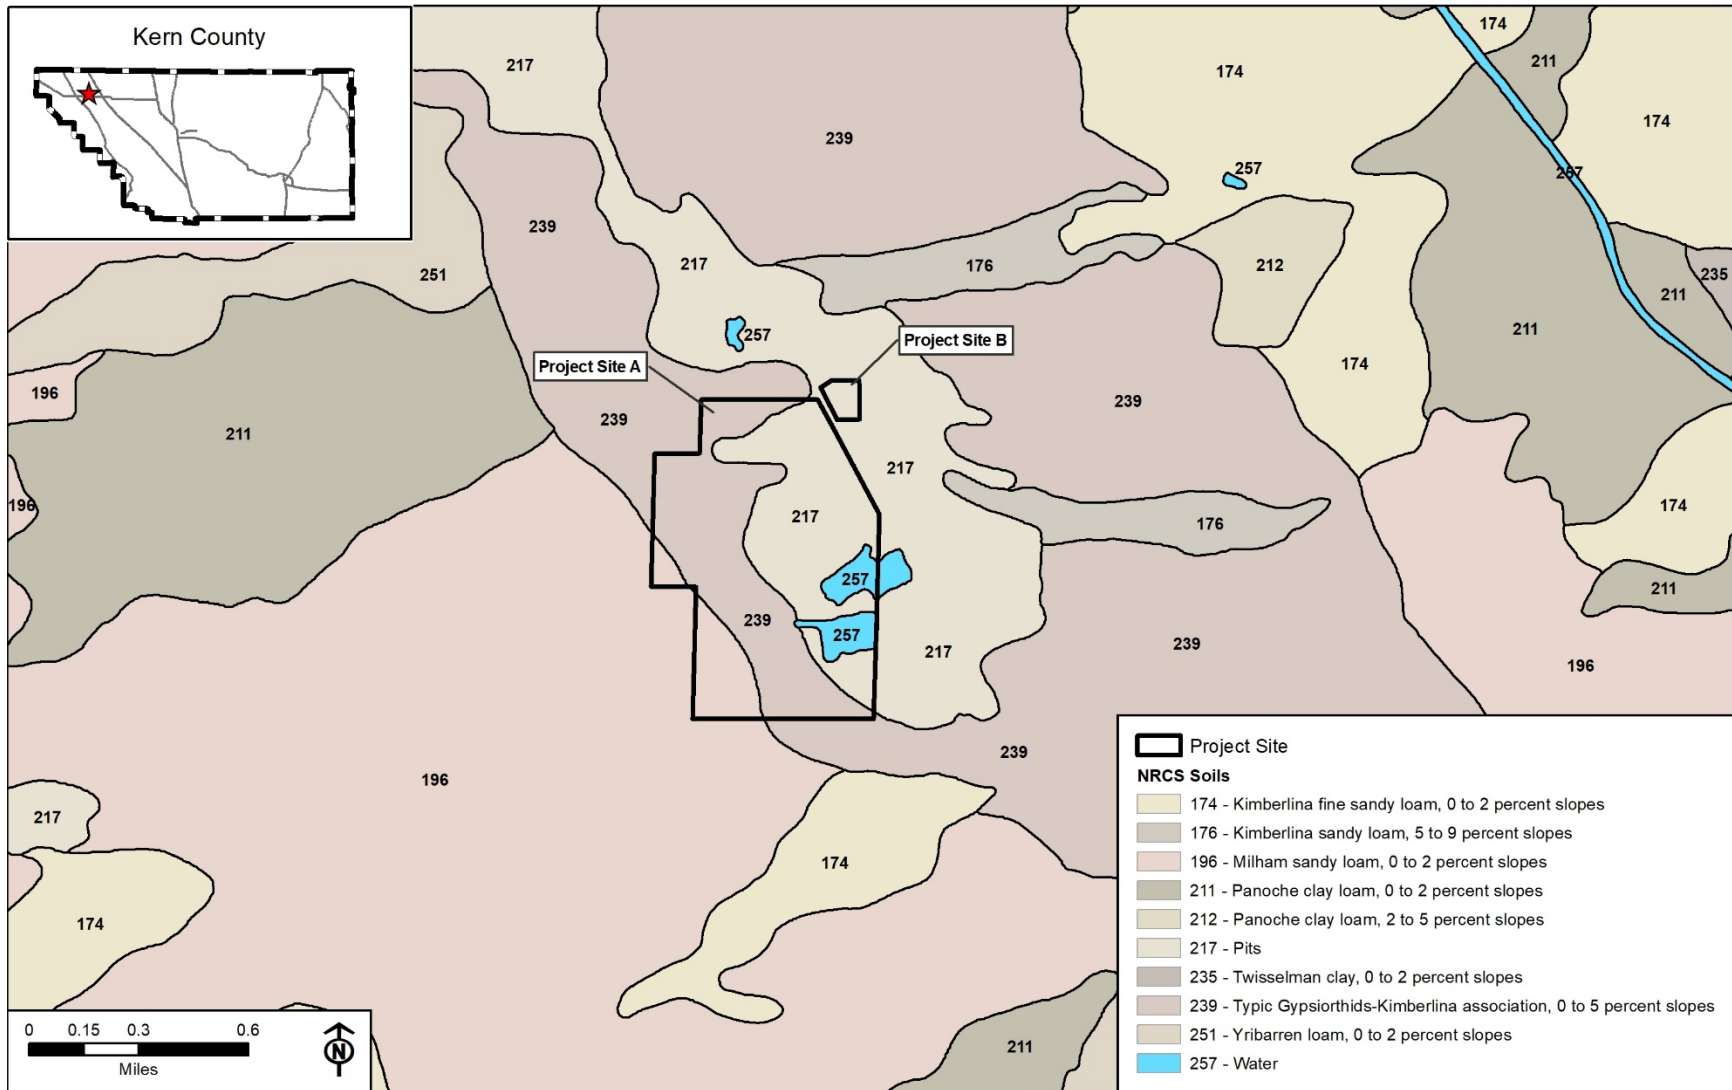 Kern County
217
174
174
211
239
174
257
257
239
251
217
176
212
235
211
257
Project Site B
Project Site A
211
174
196
239
239
211
217
196
217
176
174
257
211
239
257
217
239
196
239
196
217
174
174
211
Project Site
NRCS Soils
174 - Kimberlina fine sandy loam, 0 to 2 percent slopes
176 - Kimberlina sandy loam, 5 to 9 percent slopes
196 - Milham sandy loam, 0 to 2 percent slopes
211 - Panoche clay loam, 0 to 2 percent slopes
212 - Panoche clay loam, 2 to 5 percent slopes
217 - Pits
235 - Twisselman clay, 0 to 2 percent slopes
239 - Typic Gypsiorthids-Kimberlina association, 0 to 5 percent slopes
251 - Yribarren loam, 0 to 2 percent slopes
257 - Water
0 0.15 0.3 0.6
Miles
N